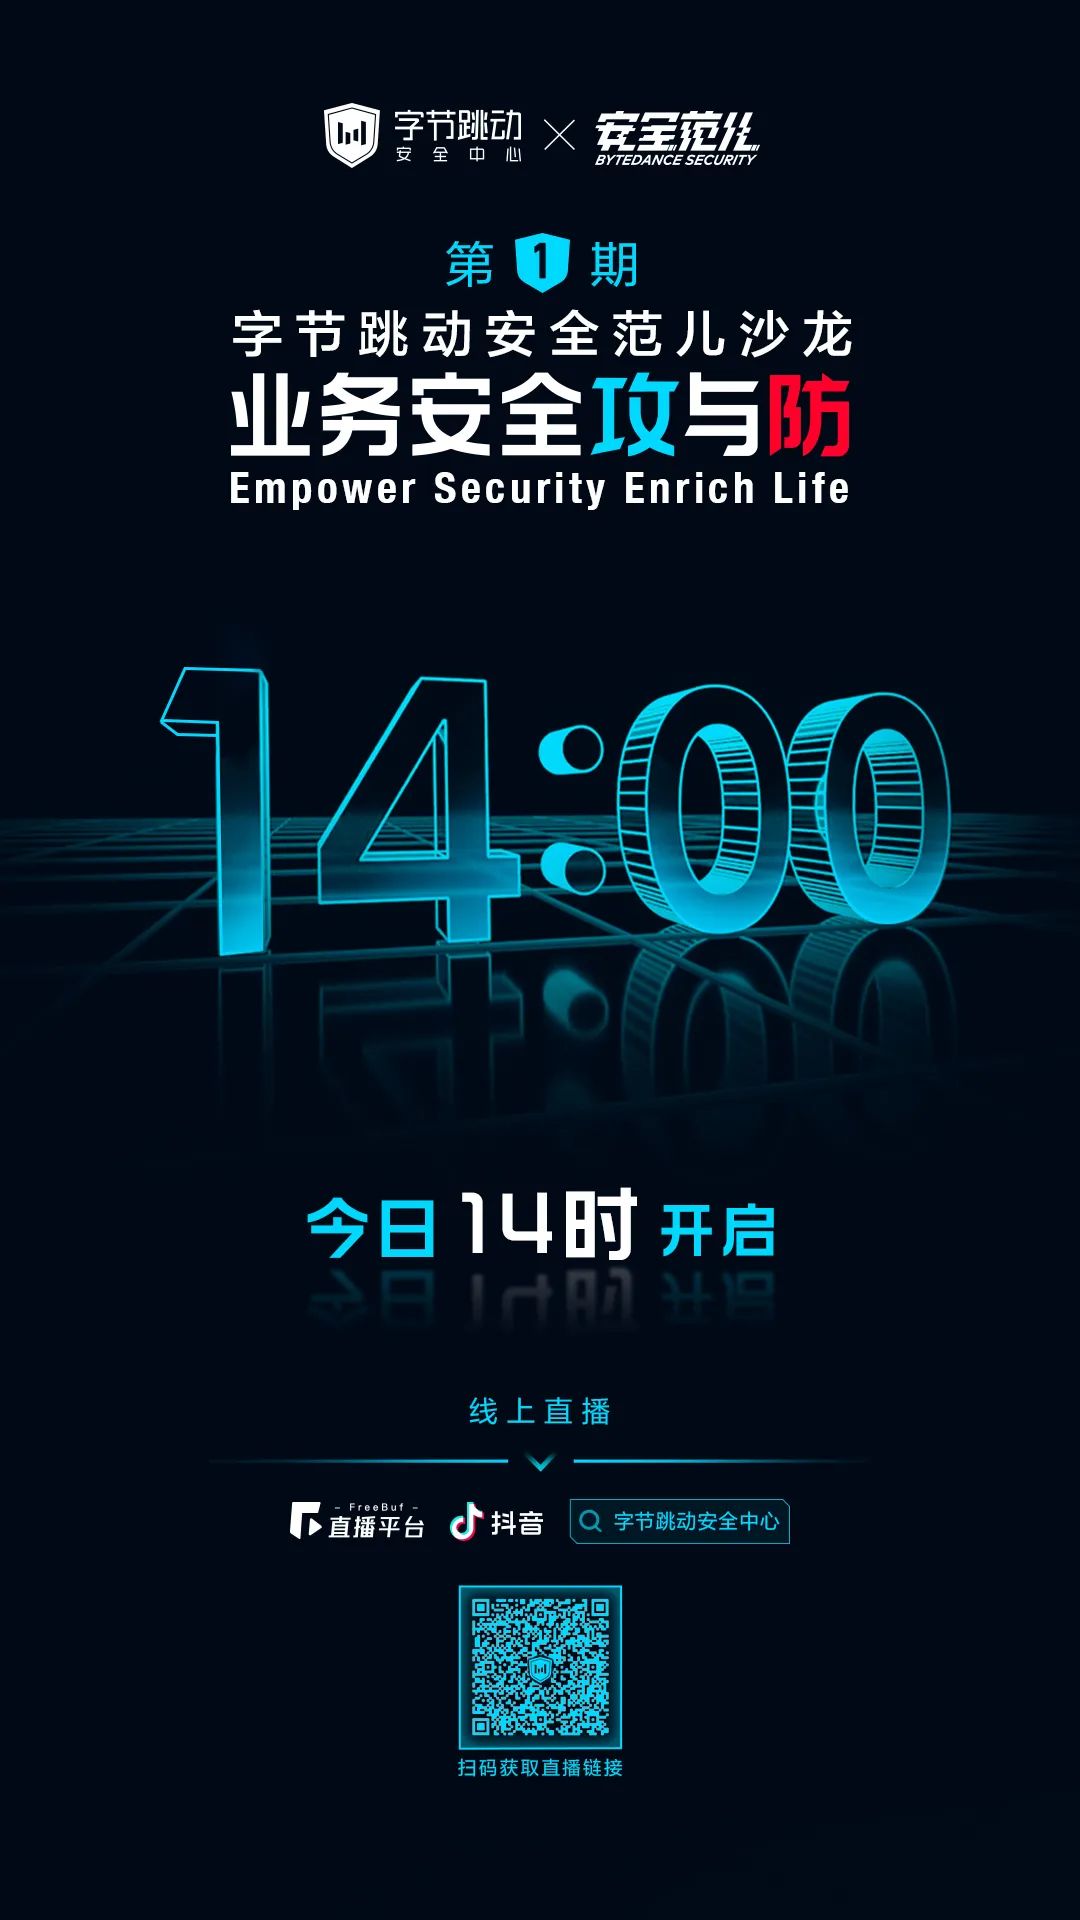 字节跳动
安全中心
×
安全范儿
BYTEDANCE SECURITY
第1期
字节跳动安全范儿沙龙
业务安全攻与防
Empower Security Enrich Life
14:00
今日14时开启
线上直播
- FreeBuf -
直播平台
抖音
字节跳动安全中心
扫码获取直播链接